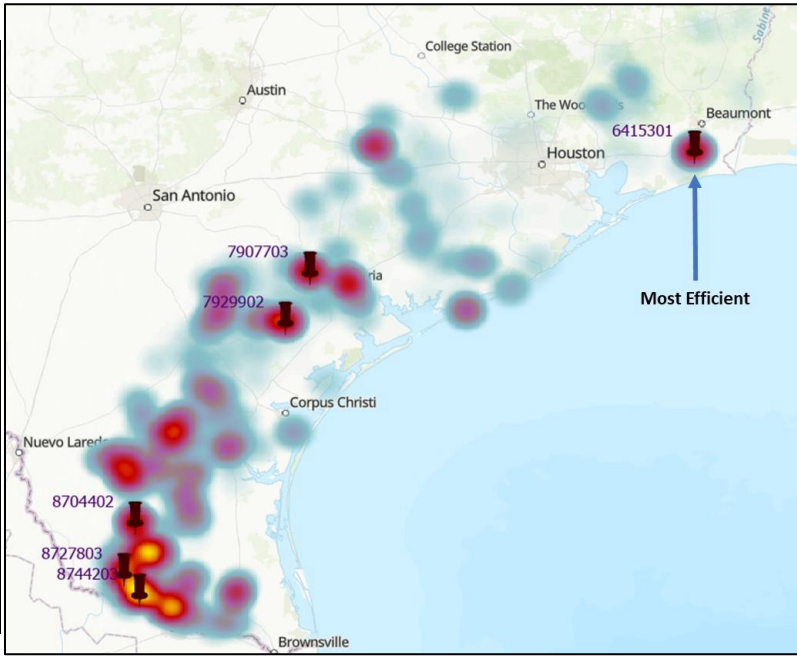 Sabine
College Station
Austin
The Woo s
Beaumont
6415301
Houston
San Antonio
7907703
ria
7929902
Most Efficient
Corpus Christi
Nuevo Lared
8704402
8727803
8744203
Brownsville